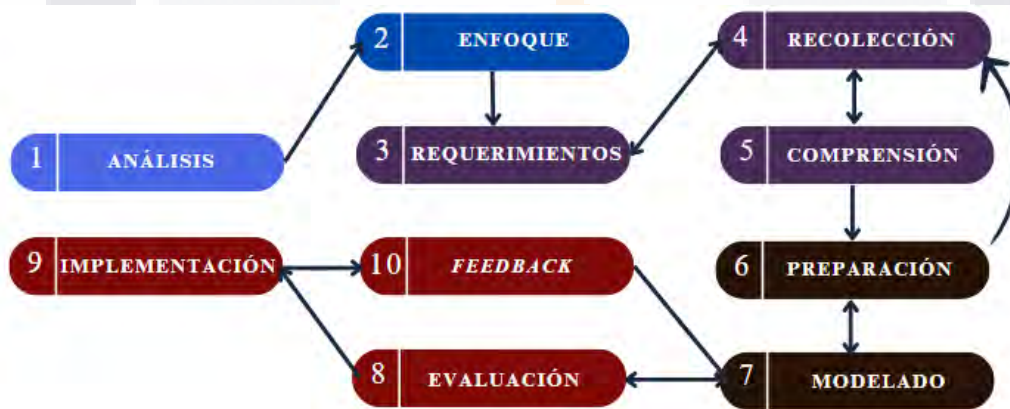 1 ANÁLISIS
2 ENFOQUE
3 REQUERIMIENTOS
4 RECOLECCIÓN
5 COMPRENSIÓN
6 PREPARACIÓN
7 MODELADO
8 EVALUACIÓN
9 IMPLEMENTACIÓN
10 FEEDBACK